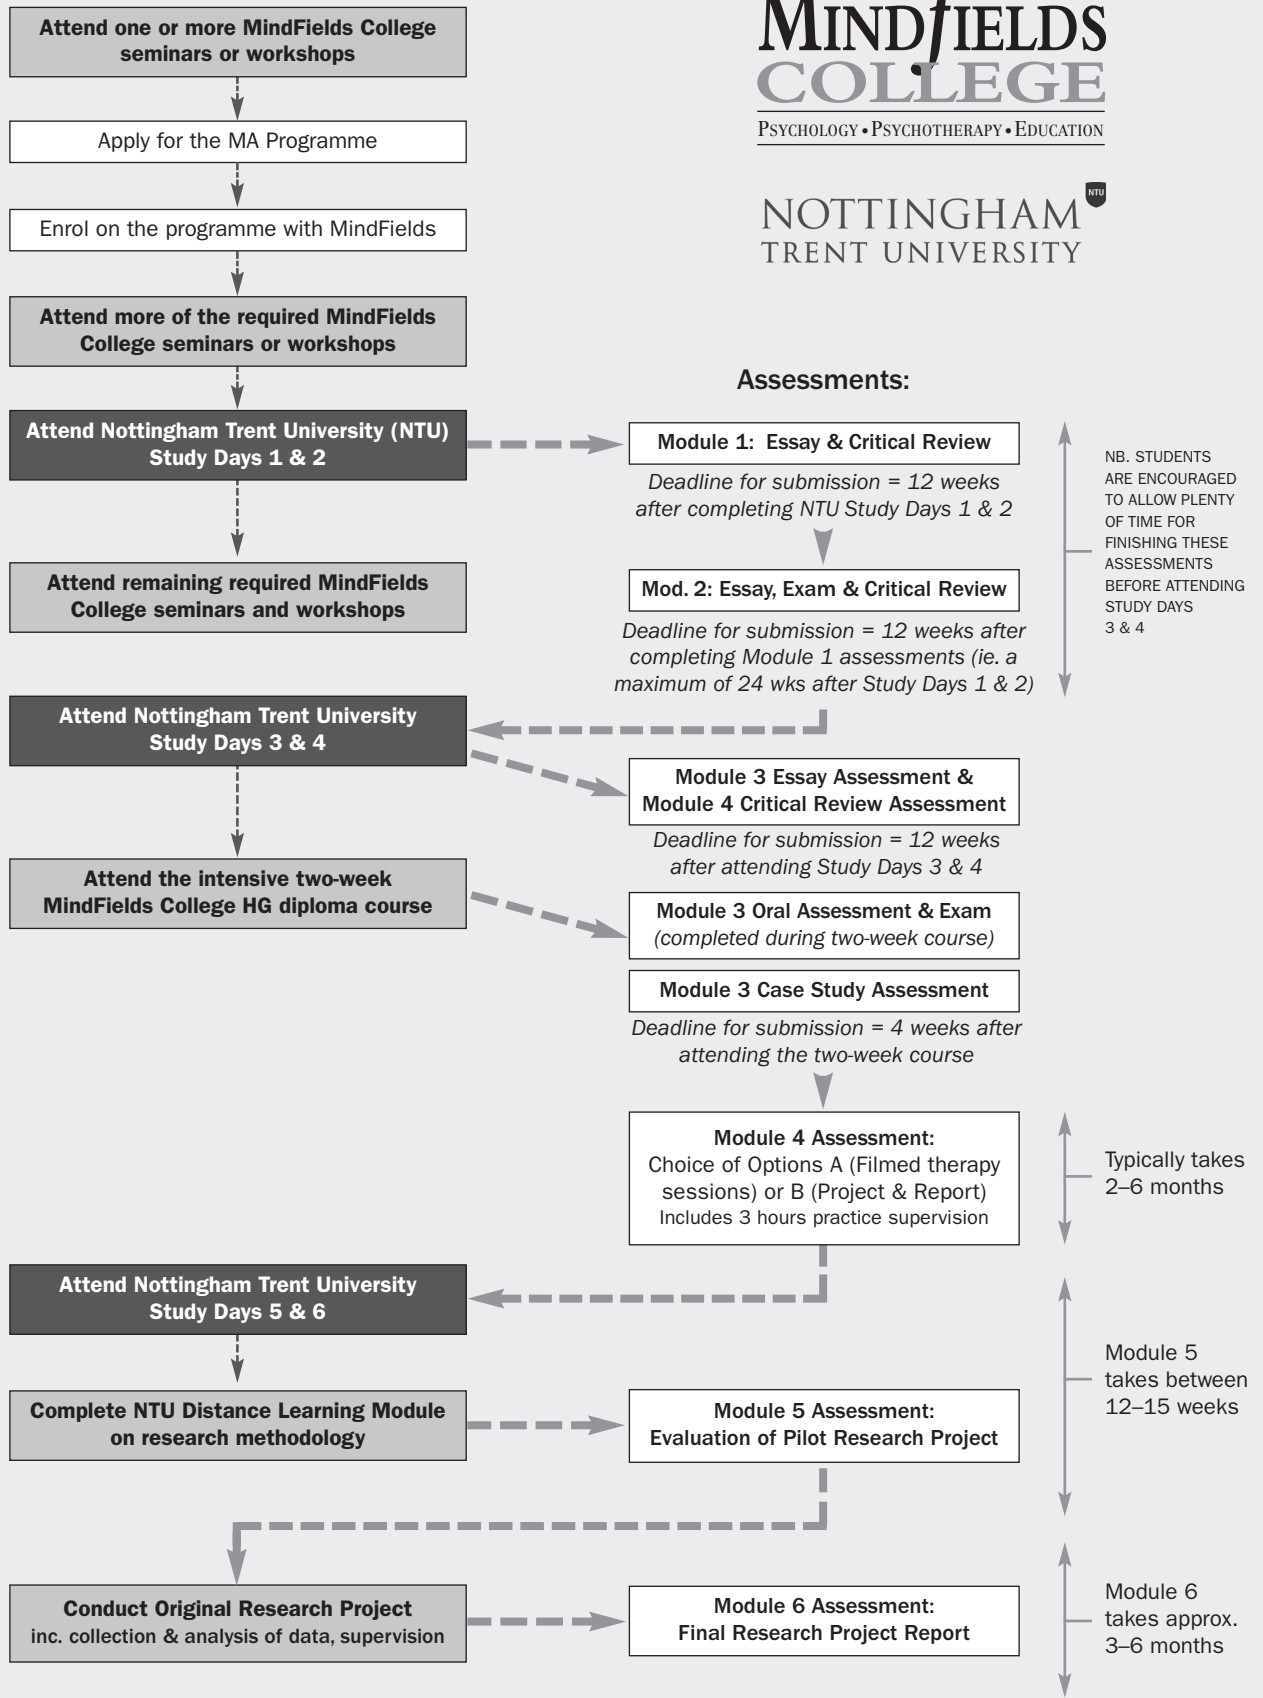 MINDfIELDS
COLLEGE
PSYCHOLOGY • PSYCHOTHERAPY • EDUCATION
NTU
NOTTINGHAM
TRENT UNIVERSITY
Attend one or more MindFields College
seminars or workshops
Apply for the MA Programme
Enrol on the programme with MindFields
Attend more of the required MindFields
College seminars or workshops
Assessments:
Attend Nottingham Trent University (NTU)
Study Days 1 & 2
Module 1: Essay & Critical Review
Deadline for submission = 12 weeks
after completing NTU Study Days 1 & 2
NB. STUDENTS
ARE ENCOURAGED
TO ALLOW PLENTY
OF TIME FOR
FINISHING THESE
ASSESSMENTS
BEFORE ATTENDING
STUDY DAYS
3 & 4
Attend remaining required MindFields
College seminars and workshops
Mod. 2: Essay, Exam & Critical Review
Deadline for submission = 12 weeks after
completing Module 1 assessments (ie. a
maximum of 24 wks after Study Days 1 & 2)
Attend Nottingham Trent University
Study Days 3 & 4
Module 3 Essay Assessment &
Module 4 Critical Review Assessment
Deadline for submission = 12 weeks
after attending Study Days 3 & 4
Attend the intensive two-week
MindFields College HG diploma course
Module 3 Oral Assessment & Exam
(completed during two-week course)
Module 3 Case Study Assessment
Deadline for submission = 4 weeks after
attending the two-week course
Module 4 Assessment:
Choice of Options A (Filmed therapy
sessions) or B (Project & Report)
Includes 3 hours practice supervision
Typically takes
2–6 months
Attend Nottingham Trent University
Study Days 5 & 6
Module 5
takes between
12–15 weeks
Complete NTU Distance Learning Module
on research methodology
Module 5 Assessment:
Evaluation of Pilot Research Project
Conduct Original Research Project
inc. collection & analysis of data, supervision
Module 6 Assessment:
Final Research Project Report
Module 6
takes approx.
3–6 months